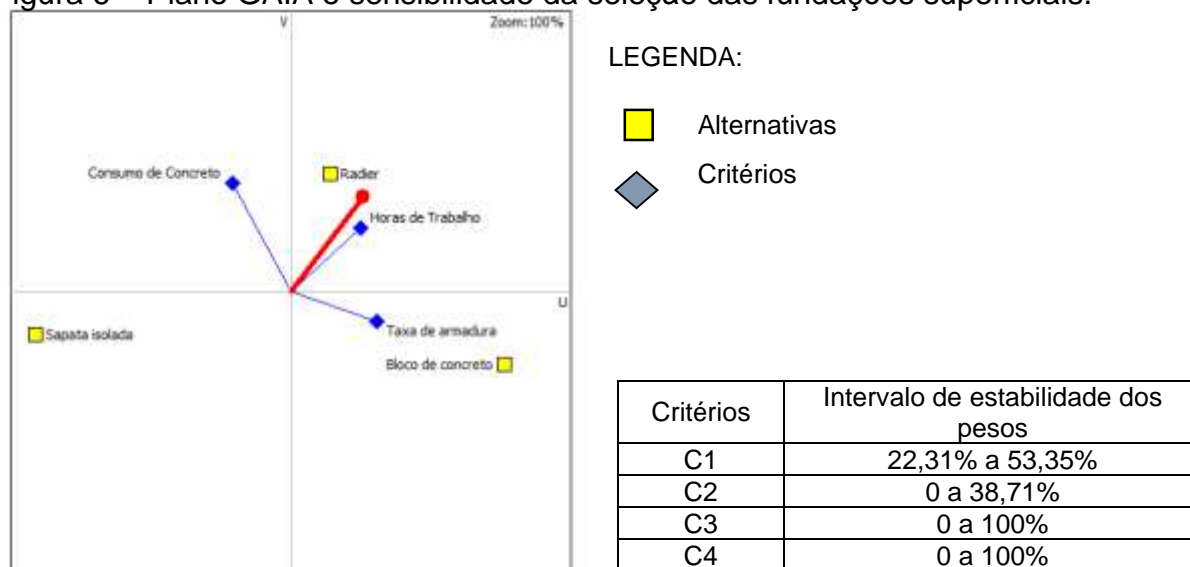 igura 6 – Plano GAIA e sensibilidade da seleção das fundações superficiais.
V
Zoom: 100%
Consumo de Concreto
Radier
Horas de Trabalho
U
Sapata isolada
Taxa de armadura
Bloco de concreto
LEGENDA:
Alternativas
Critérios
Critérios
Intervalo de estabilidade dos
pesos
C1
22,31% a 53,35%
C2
0 a 38,71%
C3
0 a 100%
C4
0 a 100%